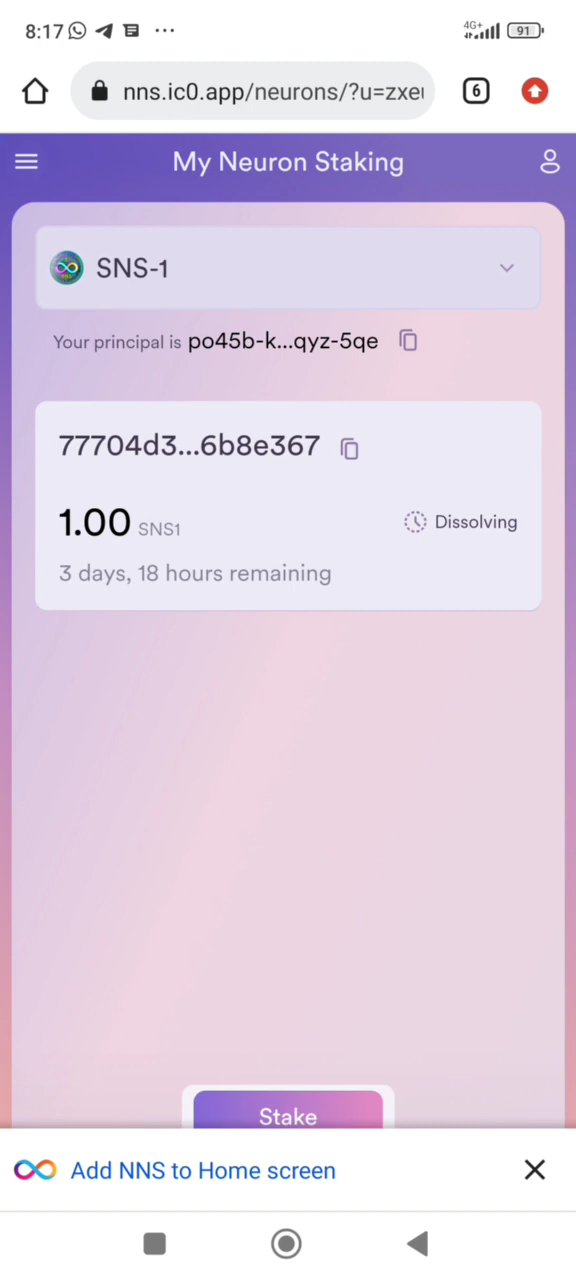 8:17 4G+ 91
nns.ic0.app/neurons/?u=zxe 6
My Neuron Staking
SNS-1
Your principal is po45b-k...qyz-5qe
77704d3...6b8e367
1.00 SNS1 Dissolving
3 days, 18 hours remaining
Stake
Add NNS to Home screen